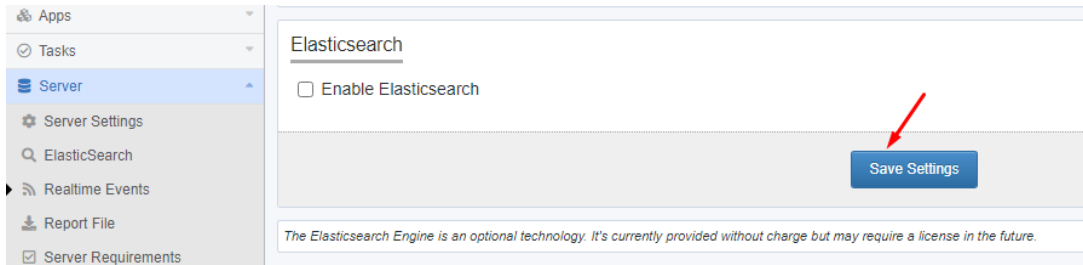 Apps
Tasks
Server
Server Settings
ElasticSearch
Realtime Events
Report File
Server Requirements
Elasticsearch
Enable Elasticsearch
Save Settings
The Elasticsearch Engine is an optional technology. It's currently provided without charge but may require a license in the future.